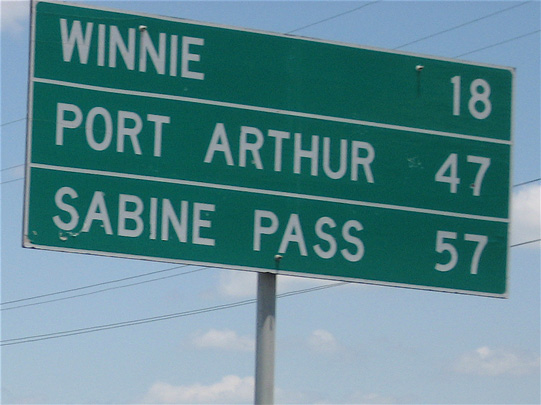 WINNIE 18
PORT ARTHUR 47
SABINE PASS 57